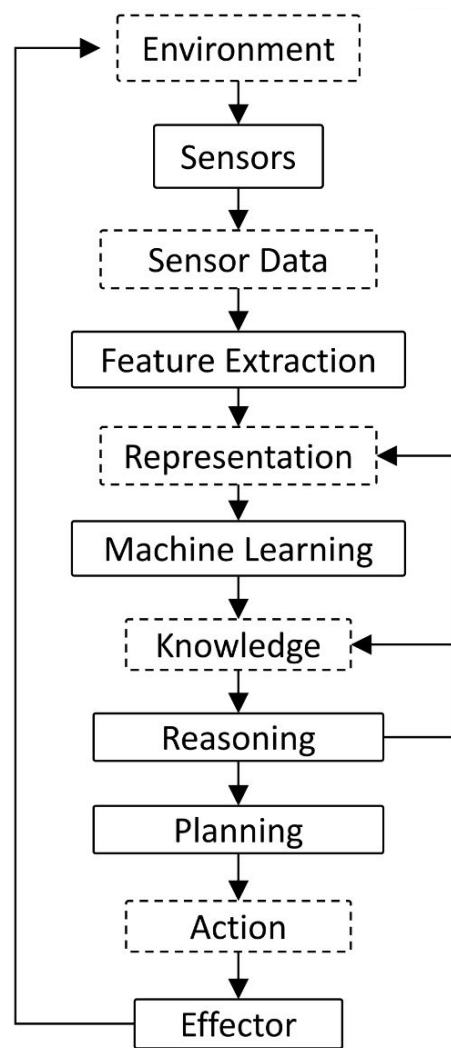 Environment
Sensors
Sensor Data
Feature Extraction
Representation
Machine Learning
Knowledge
Reasoning
Planning
Action
Effector